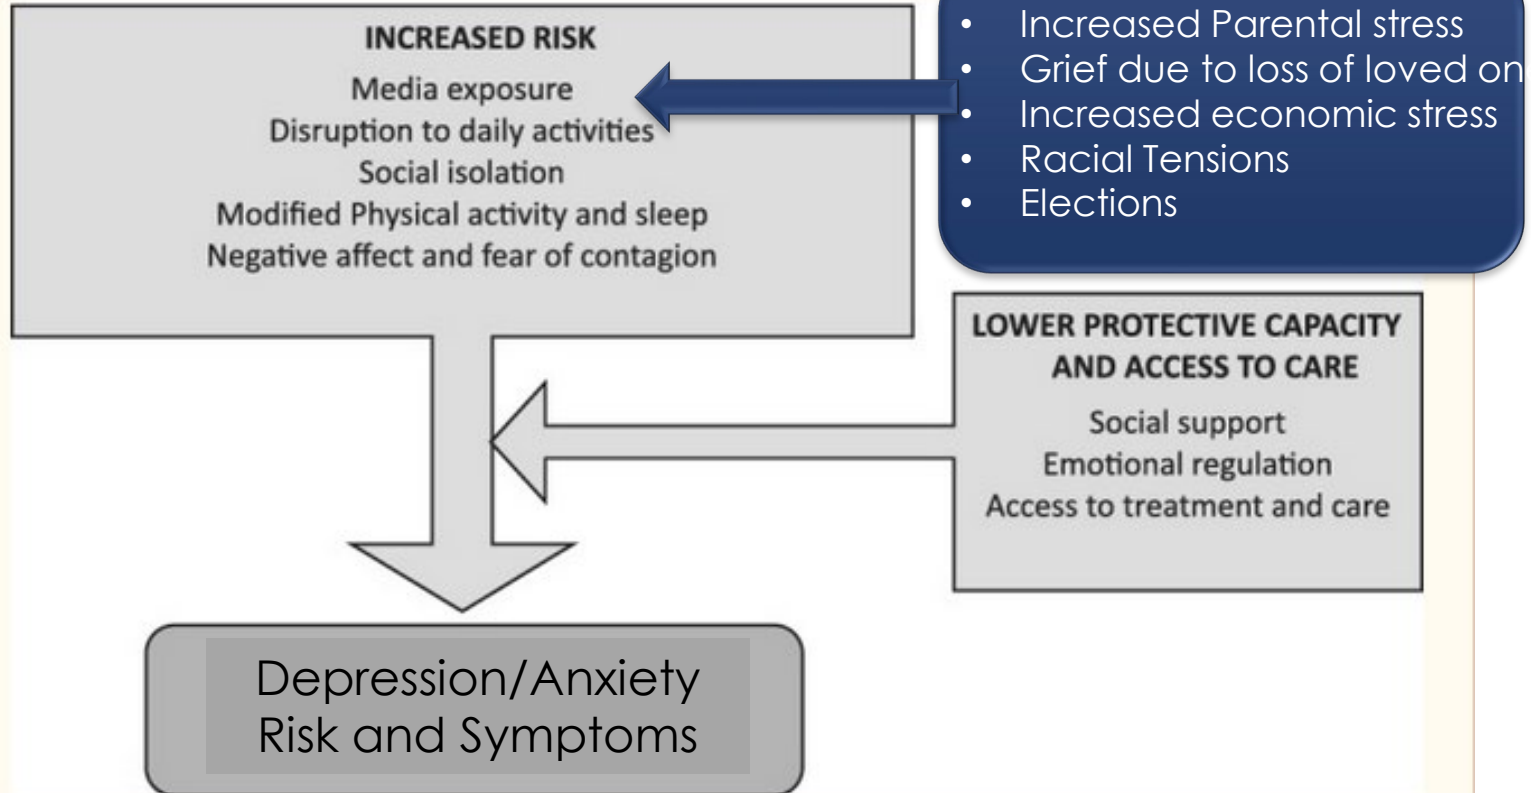 INCREASED RISK
Media exposure
Disruption to daily activities
Social isolation
Modified Physical activity and sleep
Negative affect and fear of contagion
• Increased Parental stress
• Grief due to loss of loved on
• Increased economic stress
• Racial Tensions
• Elections
LOWER PROTECTIVE CAPACITY
AND ACCESS TO CARE
Social support
Emotional regulation
Access to treatment and care
Depression/Anxiety
Risk and Symptoms